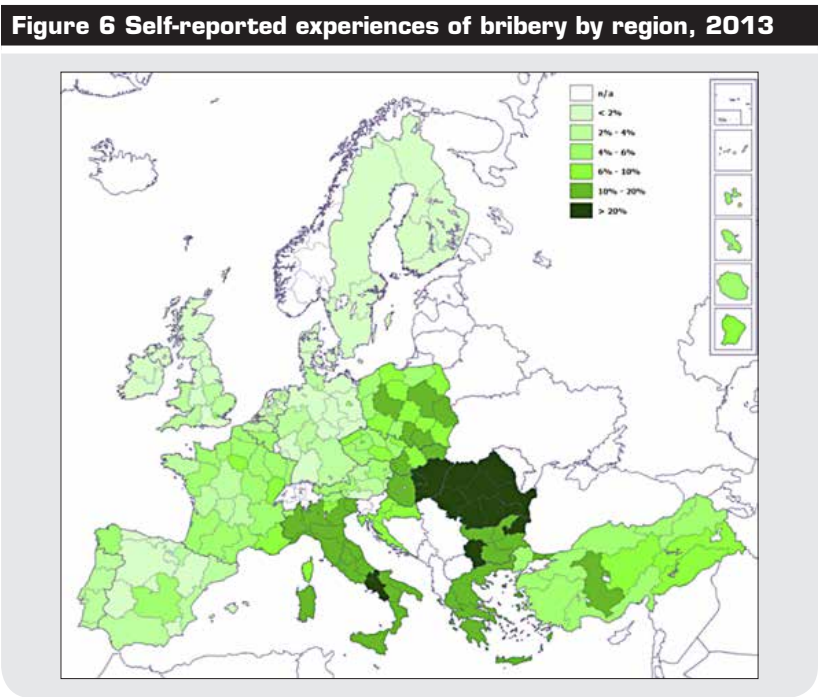 Figure 6 Self-reported experiences of bribery by region, 2013
n/a
< 2%
2% - 4%
4% - 6%
6% - 10%
10% - 20%
> 20%